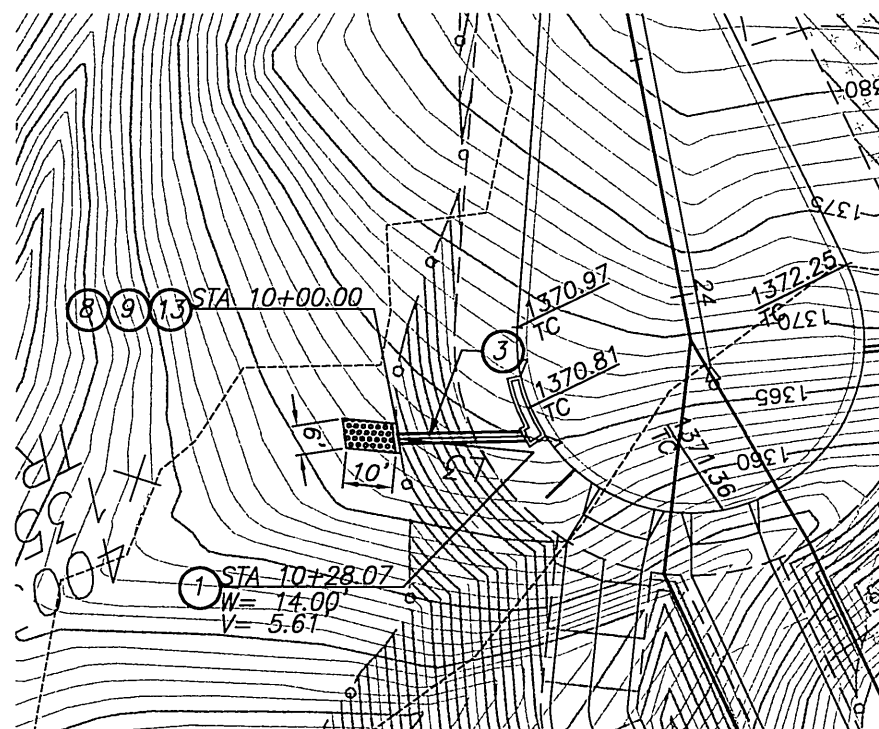 880
1375
24
1372.25
TC
1370
8 9 13 STA 10+00.00
1370.97
TC
3
1370.81
TC
1365
6'
10'
1371.36
TC
1360
1 STA 10+28.07
W= 14.00'
V= 5.61'